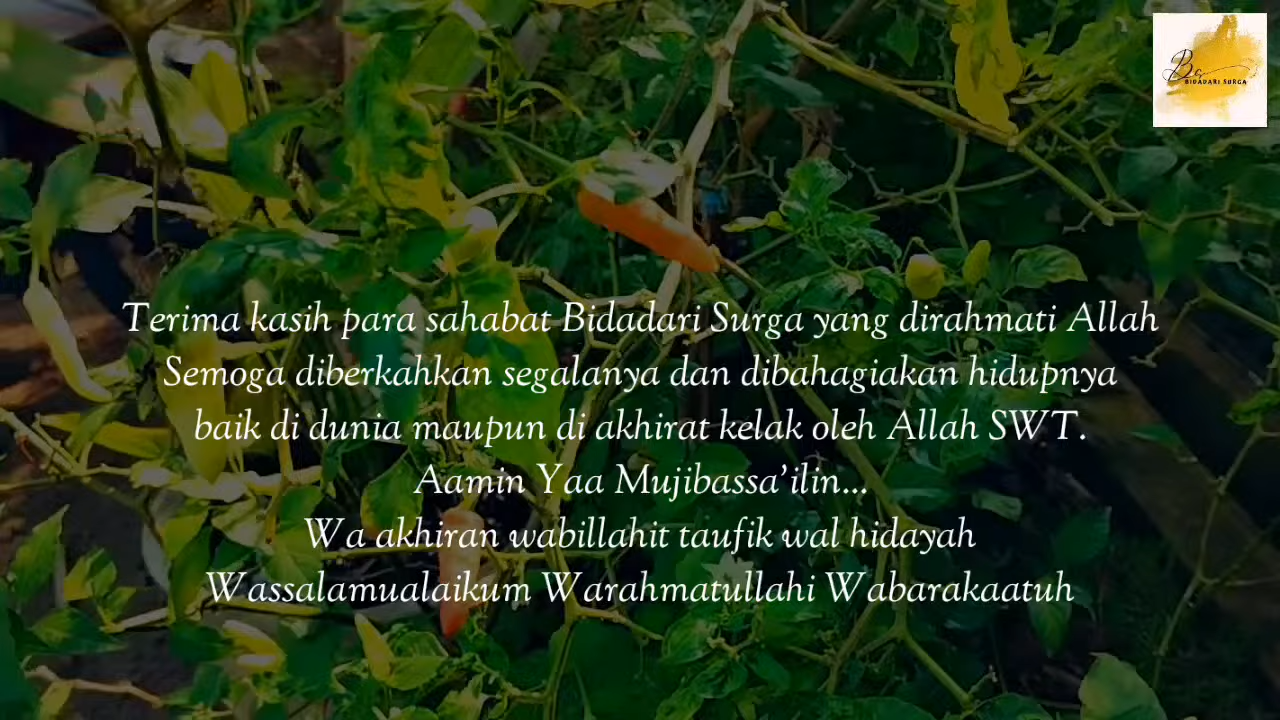 Bs
BIDADARI SURGA
Terima kasih para sahabat Bidadari Surga yang dirahmati Allah
Semoga diberkahkan segalanya dan dibahagiakan hidupnya
baik di dunia maupun di akhirat kelak oleh Allah SWT.
Aamin Yaa Mujibassa'ilin...
Wa akhiran wabillahit taufik wal hidayah
Wassalamualaikum Warahmatullahi Wabarakaatuh